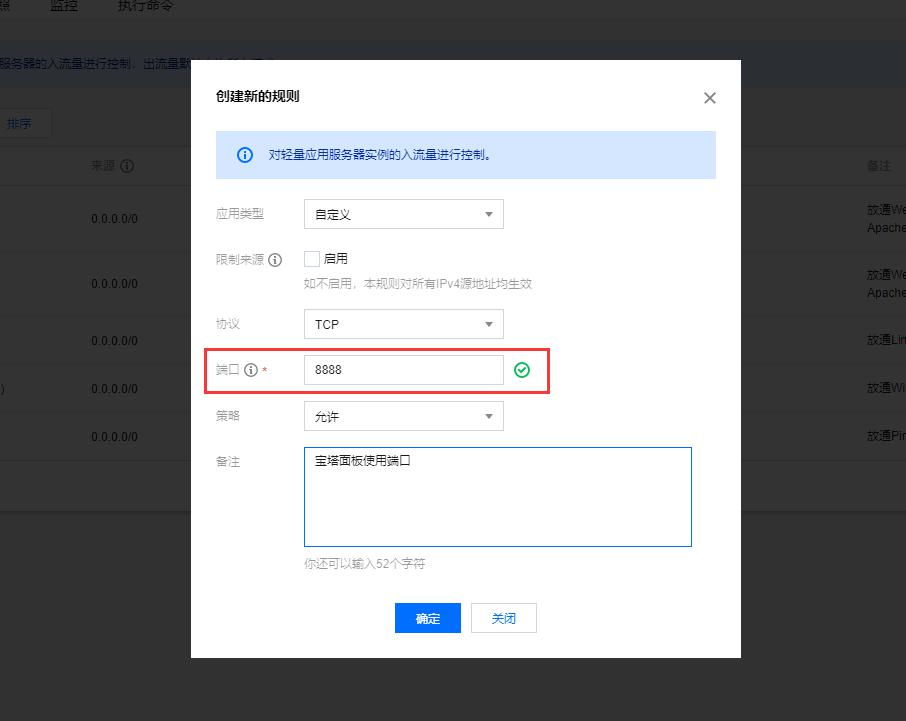 监控
执行命令
服务器的入流量进行控制，出流量默
排序
来源
备注
0.0.0.0/0
放通We
Apache
0.0.0.0/0
放通We
Apache
0.0.0.0/0
放通Lin
)
0.0.0.0/0
放通Wi
0.0.0.0/0
放通Pin
创建新的规则
对轻量应用服务器实例的入流量进行控制。
应用类型
自定义
限制来源
启用
如不启用，本规则对所有IPv4源地址均生效
协议
TCP
端口 *
8888
策略
允许
备注
宝塔面板使用端口
你还可以输入52个字符
确定
关闭